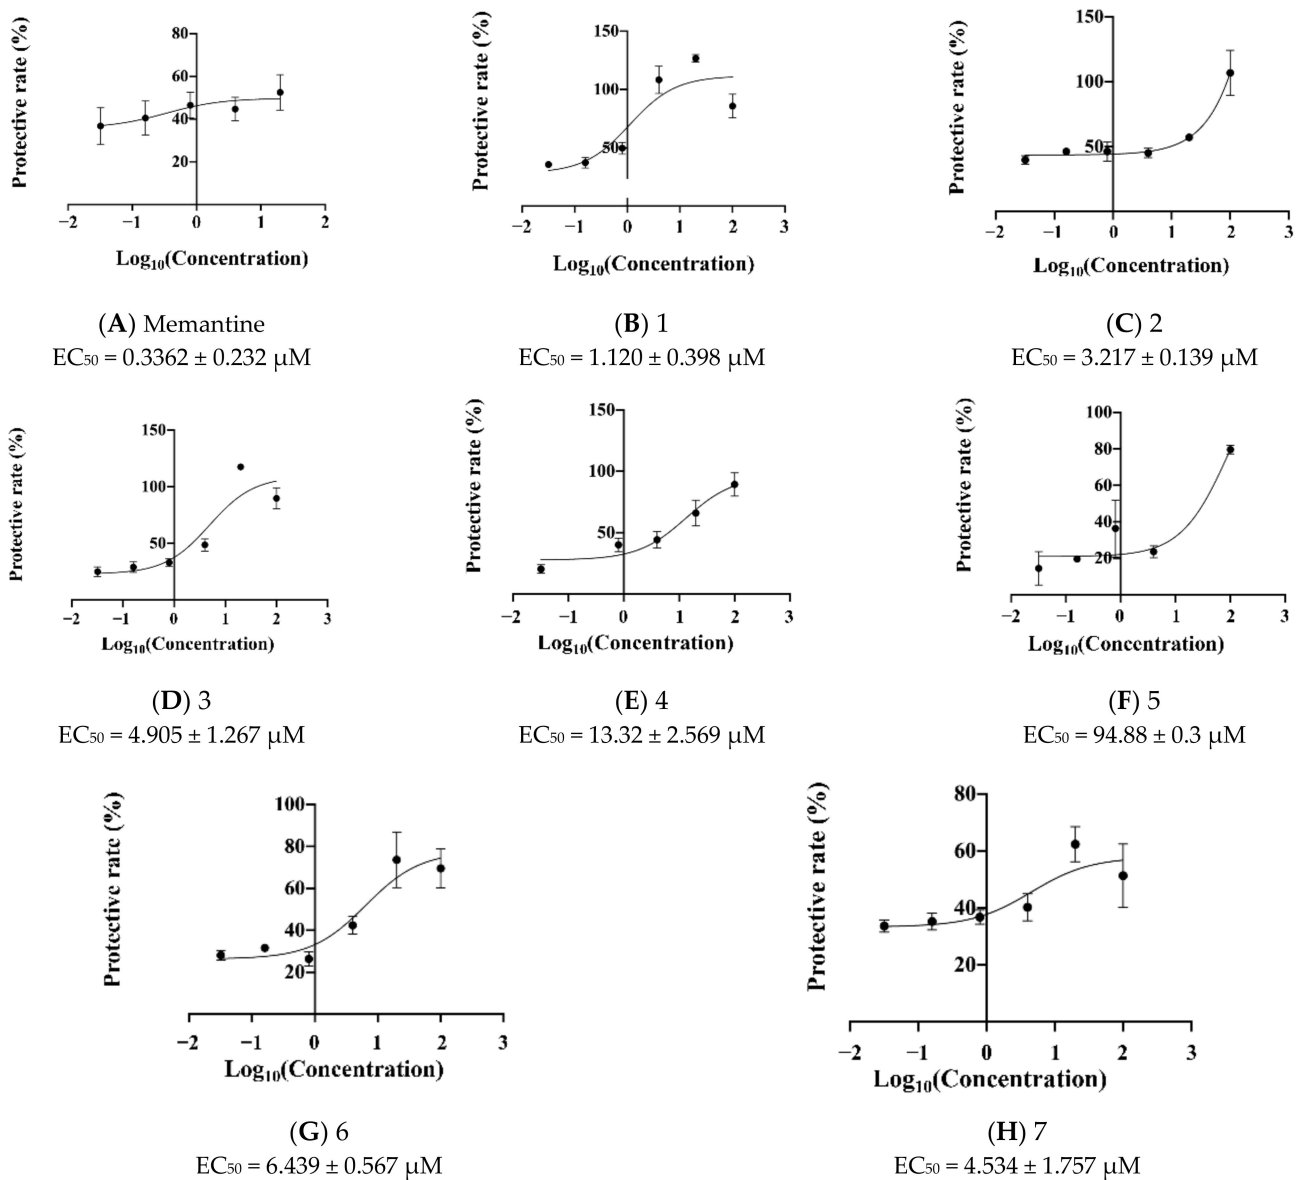 Protective rate (%)
80
60
40
20
−2 −1 0 1 2
Log10(Concentration)
(A) Memantine
EC50 = 0.3362 ± 0.232 μM
Protective rate (%)
150
100
50
−2 −1 0 1 2 3
Log10(Concentration)
(B) 1
EC50 = 1.120 ± 0.398 μM
Protective rate (%)
150
100
50
−2 −1 0 1 2 3
Log10(Concentration)
(C) 2
EC50 = 3.217 ± 0.139 μM
Protective rate (%)
150
100
50
−2 −1 0 1 2 3
Log10(Concentration)
(D) 3
EC50 = 4.905 ± 1.267 μM
Protective rate (%)
150
100
50
−2 −1 0 1 2 3
Log10(Concentration)
(E) 4
EC50 = 13.32 ± 2.569 μM
Protective rate (%)
100
80
60
40
20
−2 −1 0 1 2 3
Log10(Concentration)
(F) 5
EC50 = 94.88 ± 0.3 μM
Protective rate (%)
100
80
60
40
20
−2 −1 0 1 2 3
Log10(Concentration)
(G) 6
EC50 = 6.439 ± 0.567 μM
Protective rate (%)
80
60
40
20
−2 −1 0 1 2 3
Log10(Concentration)
(H) 7
EC50 = 4.534 ± 1.757 μM